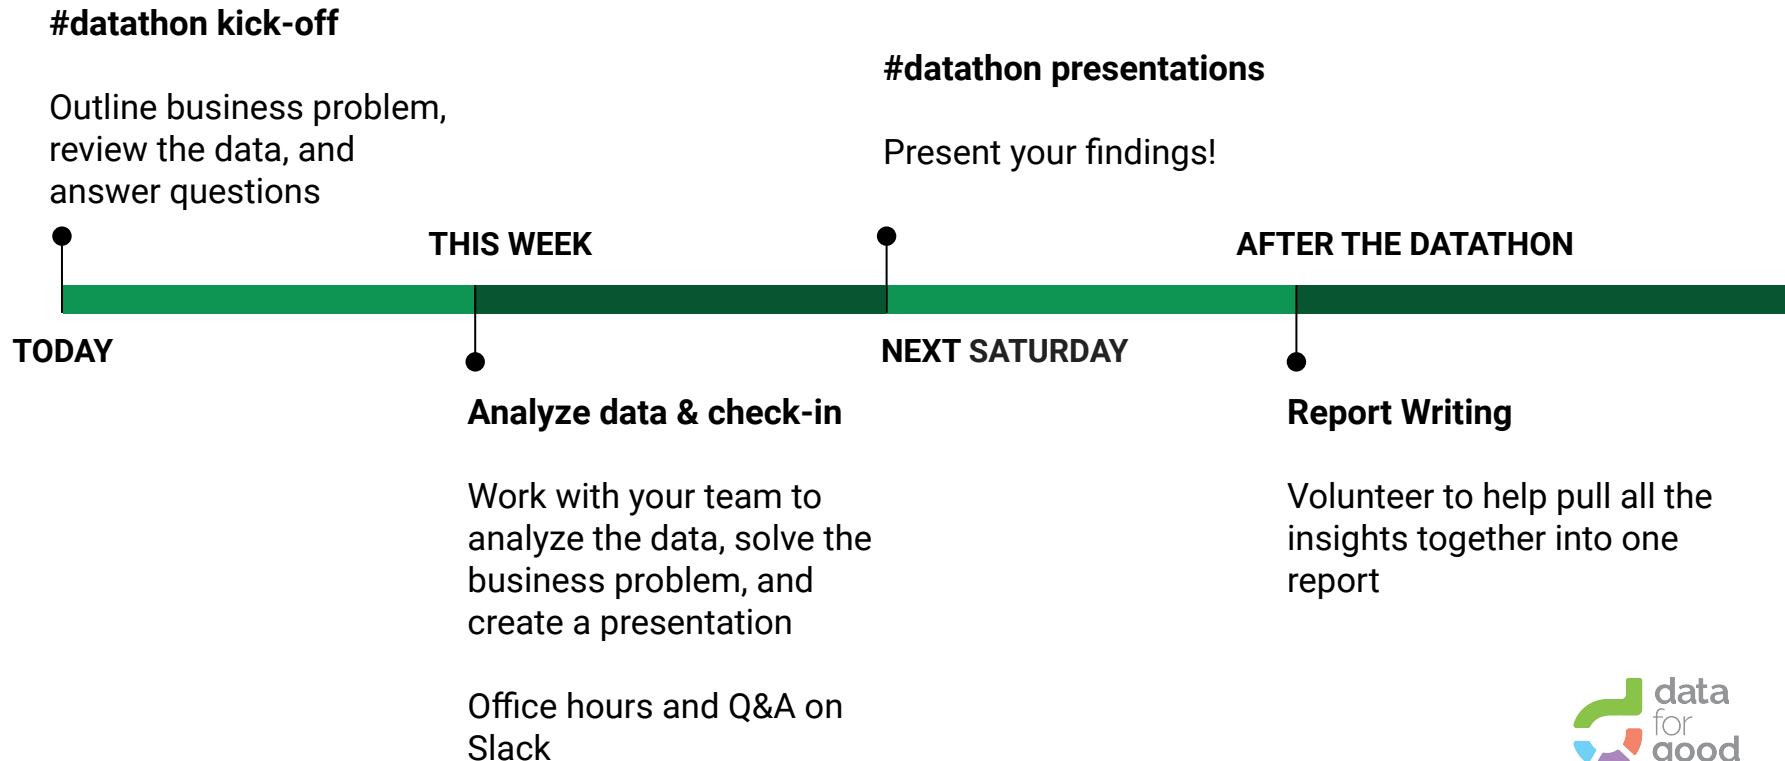 #datathon kick-off
Outline business problem,
review the data, and
answer questions
#datathon presentations
Present your findings!
THIS WEEK
AFTER THE DATATHON
TODAY
NEXT SATURDAY
Analyze data & check-in
Work with your team to
analyze the data, solve the
business problem, and
create a presentation
Office hours and Q&A on
Slack
Report Writing
Volunteer to help pull all the
insights together into one
report
data
for
good